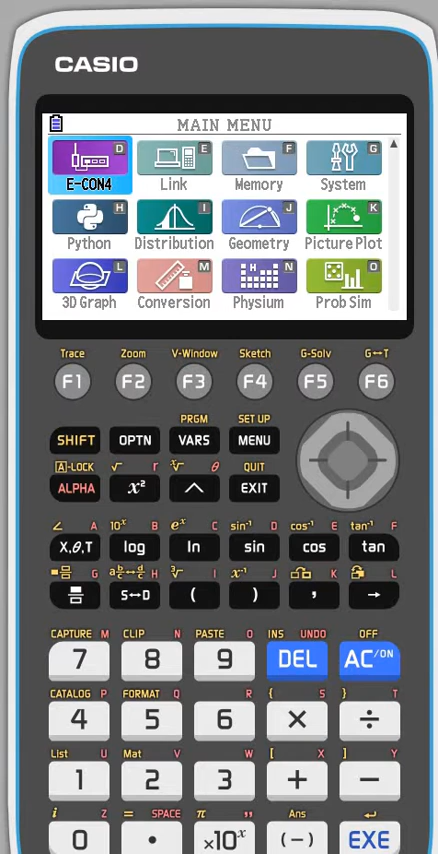 CASIO
MAIN MENU
D E F G
E-CON4 Link Memory System
H I J K
Python Distribution Geometry Picture Plot
L M N O
3D Graph Conversion Physium Prob Sim
Trace Zoom V-Window Sketch G-Solv G↔T
F1 F2 F3 F4 F5 F6
PRGM SET UP
SHIFT OPTN VARS MENU
A-LOCK √ r ˣ√ θ QUIT
ALPHA x² ^ EXIT
∠ A 10ˣ B eˣ C sin⁻¹ D cos⁻¹ E tan⁻¹ F
X,θ,T log ln sin cos tan
G a b/c↔d/c H ³√ I x⁻¹ J K L
S↔D ( ) , →
CAPTURE M CLIP N PASTE O INS UNDO OFF
7 8 9 DEL AC/ON
CATALOG P FORMAT Q R { S } T
4 5 6 × ÷
List U Mat V W [ X ] Y
1 2 3 + −
i Z = SPACE π " Ans ↵
0 • ×10ˣ (−) EXE